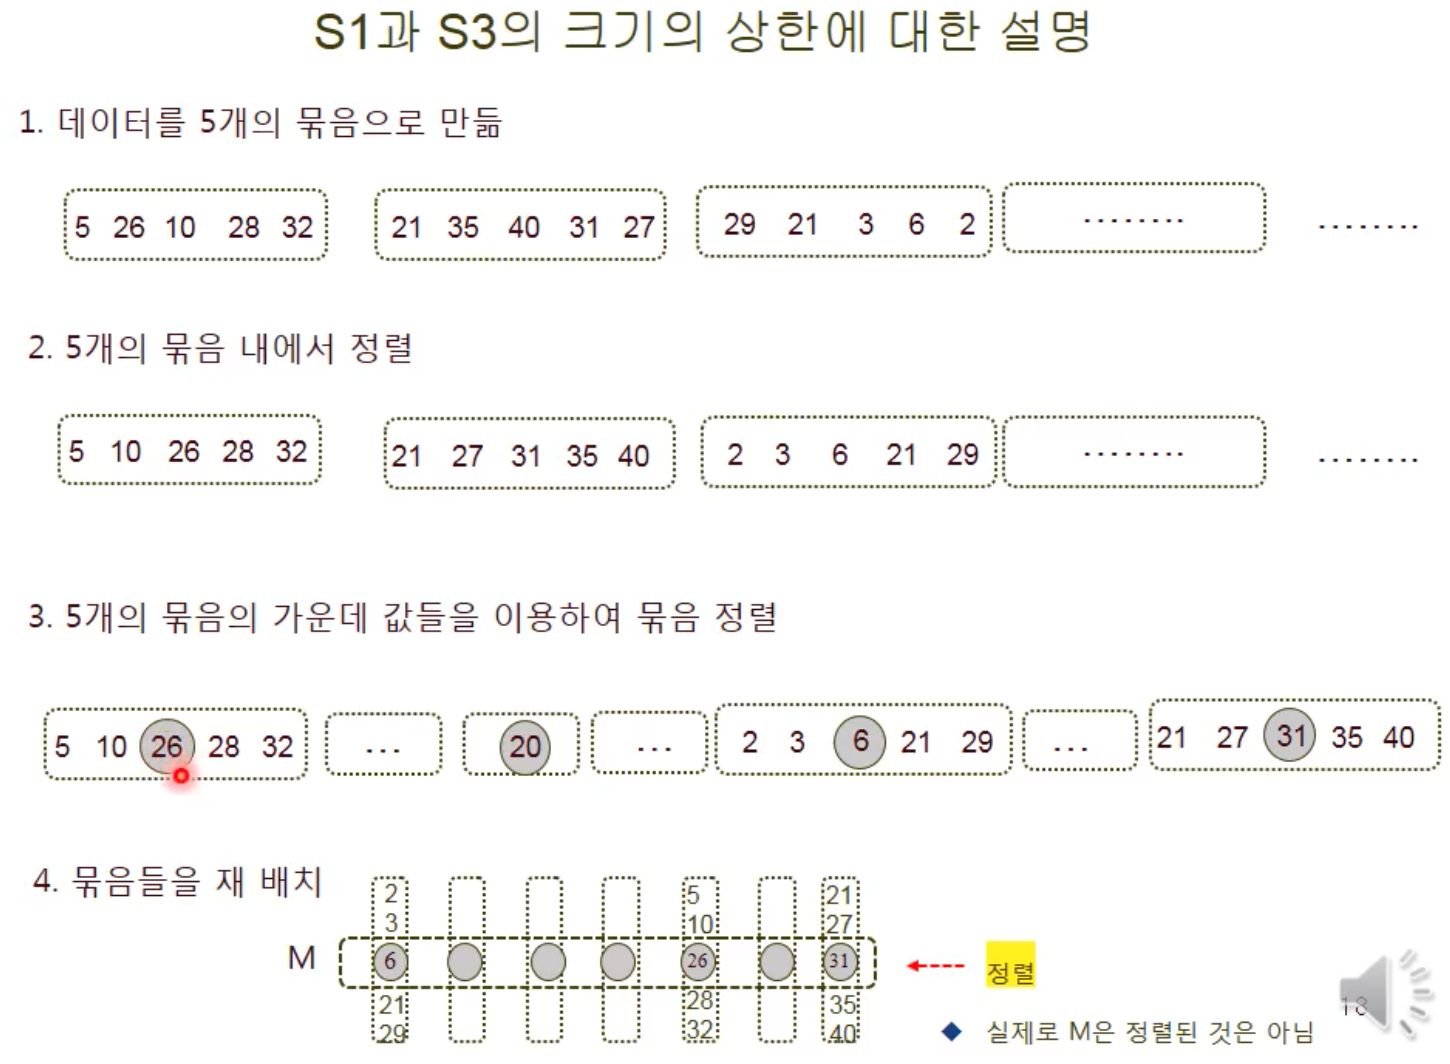 S1과 S3의 크기의 상한에 대한 설명
1. 데이터를 5개의 묶음으로 만듦
5 26 10 28 32 21 35 40 31 27 29 21 3 6 2 ........ ........
2. 5개의 묶음 내에서 정렬
5 10 26 28 32 21 27 31 35 40 2 3 6 21 29 ........ ........
3. 5개의 묶음의 가운데 값들을 이용하여 묶음 정렬
5 10 26 28 32 ... 20 ... 2 3 6 21 29 ... 21 27 31 35 40
4. 묶음들을 재 배치
2 5 21
3 10 27
M 6 26 31 정렬
21 28 35
29 32 40
실제로 M은 정렬된 것은 아님
18